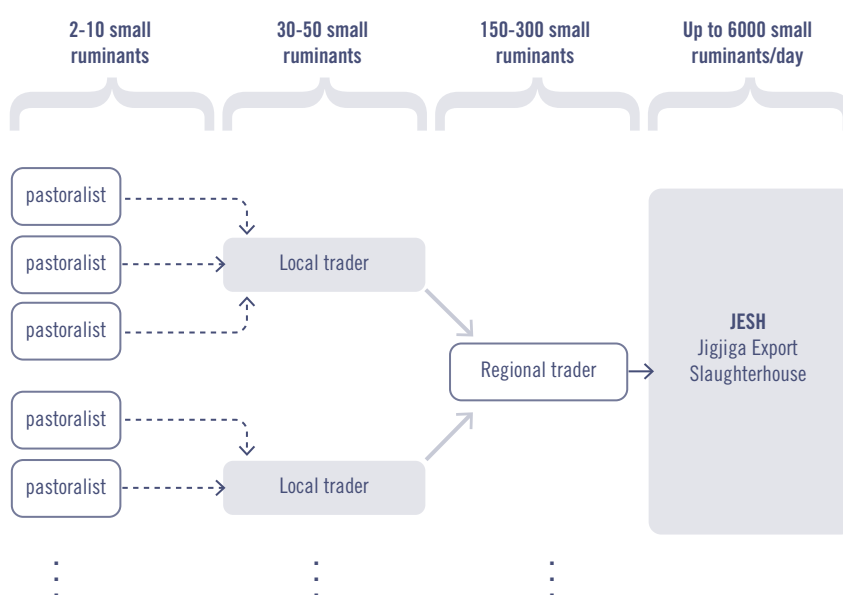 2-10 small
ruminants
30-50 small
ruminants
150-300 small
ruminants
Up to 6000 small
ruminants/day
pastoralist
pastoralist
Local trader
pastoralist
JESH
Jigjiga Export
Slaughterhouse
Regional trader
pastoralist
pastoralist
Local trader